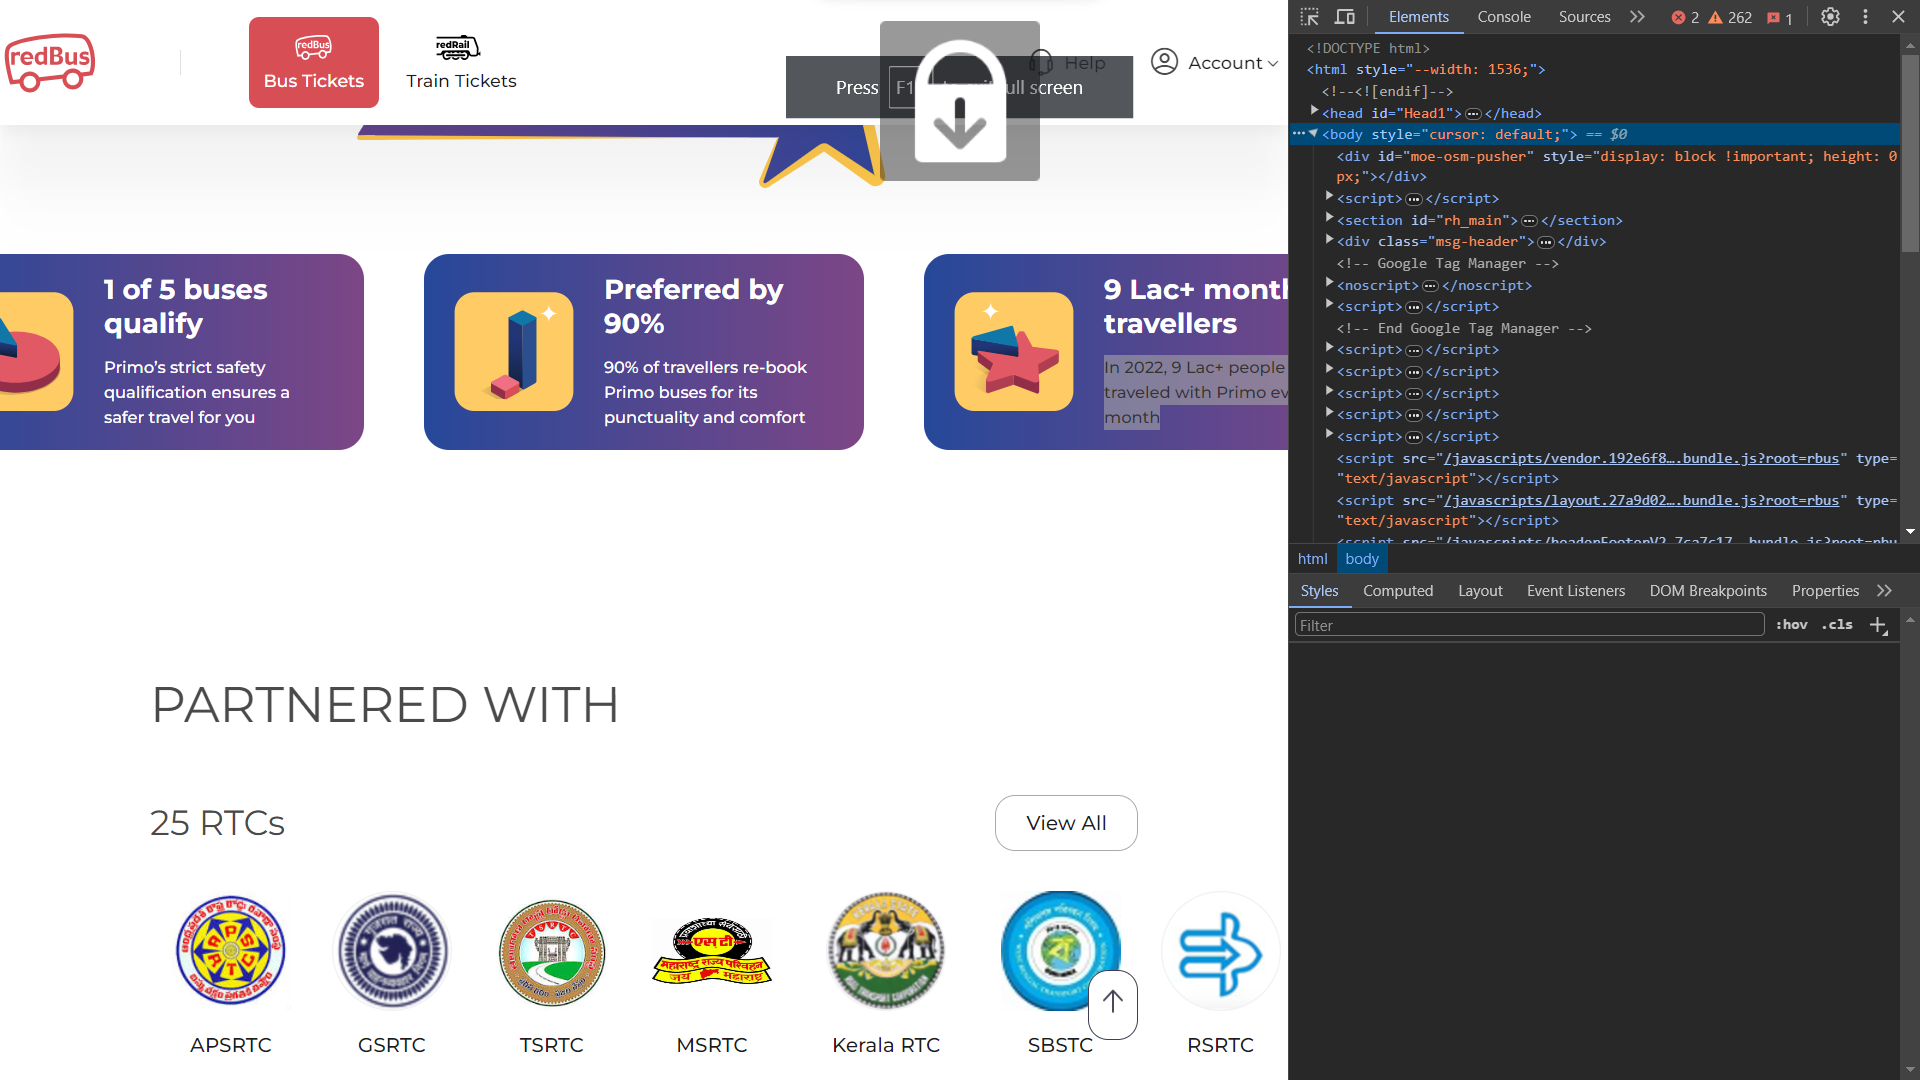 redBus
redBus
Bus Tickets
redRail
Train Tickets
Help
Account
Press F1 ull screen
1 of 5 buses
qualify
Primo’s strict safety
qualification ensures a
safer travel for you
Preferred by
90%
90% of travellers re-book
Primo buses for its
punctuality and comfort
9 Lac+ month
travellers
In 2022, 9 Lac+ people
traveled with Primo ev
month
PARTNERED WITH
25 RTCs
View All
APSRTC
GSRTC
TSRTC
एस टी
महाराष्ट्र राज्य परिवहन
जय महाराष्ट्र
MSRTC
Kerala RTC
SBSTC
RSRTC
Elements Console Sources 2 262 1
<!DOCTYPE html>
<html style="--width: 1536;">
<!--<![endif]-->
<head id="Head1"> </head>
<body style="cursor: default;"> == $0
<div id="moe-osm-pusher" style="display: block !important; height: 0
px;"></div>
<script> </script>
<section id="rh_main"> </section>
<div class="msg-header"> </div>
<!-- Google Tag Manager -->
<noscript> </noscript>
<script> </script>
<!-- End Google Tag Manager -->
<script> </script>
<script> </script>
<script> </script>
<script> </script>
<script> </script>
<script src="/javascripts/vendor.192e6f8….bundle.js?root=rbus" type=
"text/javascript"></script>
<script src="/javascripts/layout.27a9d02….bundle.js?root=rbus" type=
"text/javascript"></script>
<script src="/javascripts/headerFooterV2.7ca7c17….bundle.js?root=rbu
html body
Styles Computed Layout Event Listeners DOM Breakpoints Properties
Filter :hov .cls